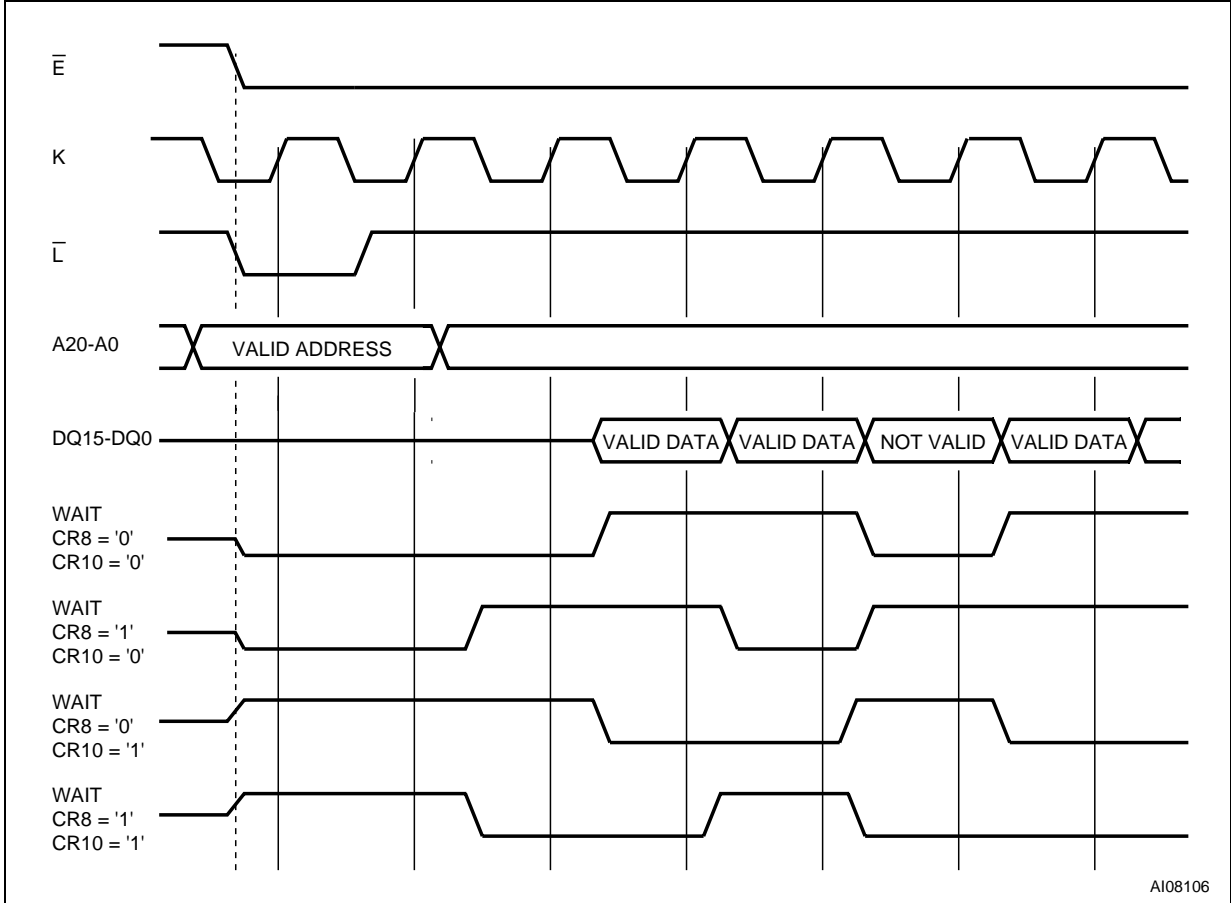 E̅
K
L̅
A20-A0
VALID ADDRESS
DQ15-DQ0
VALID DATA
VALID DATA
NOT VALID
VALID DATA
WAIT
CR8 = '0'
CR10 = '0'
WAIT
CR8 = '1'
CR10 = '0'
WAIT
CR8 = '0'
CR10 = '1'
WAIT
CR8 = '1'
CR10 = '1'
AI08106